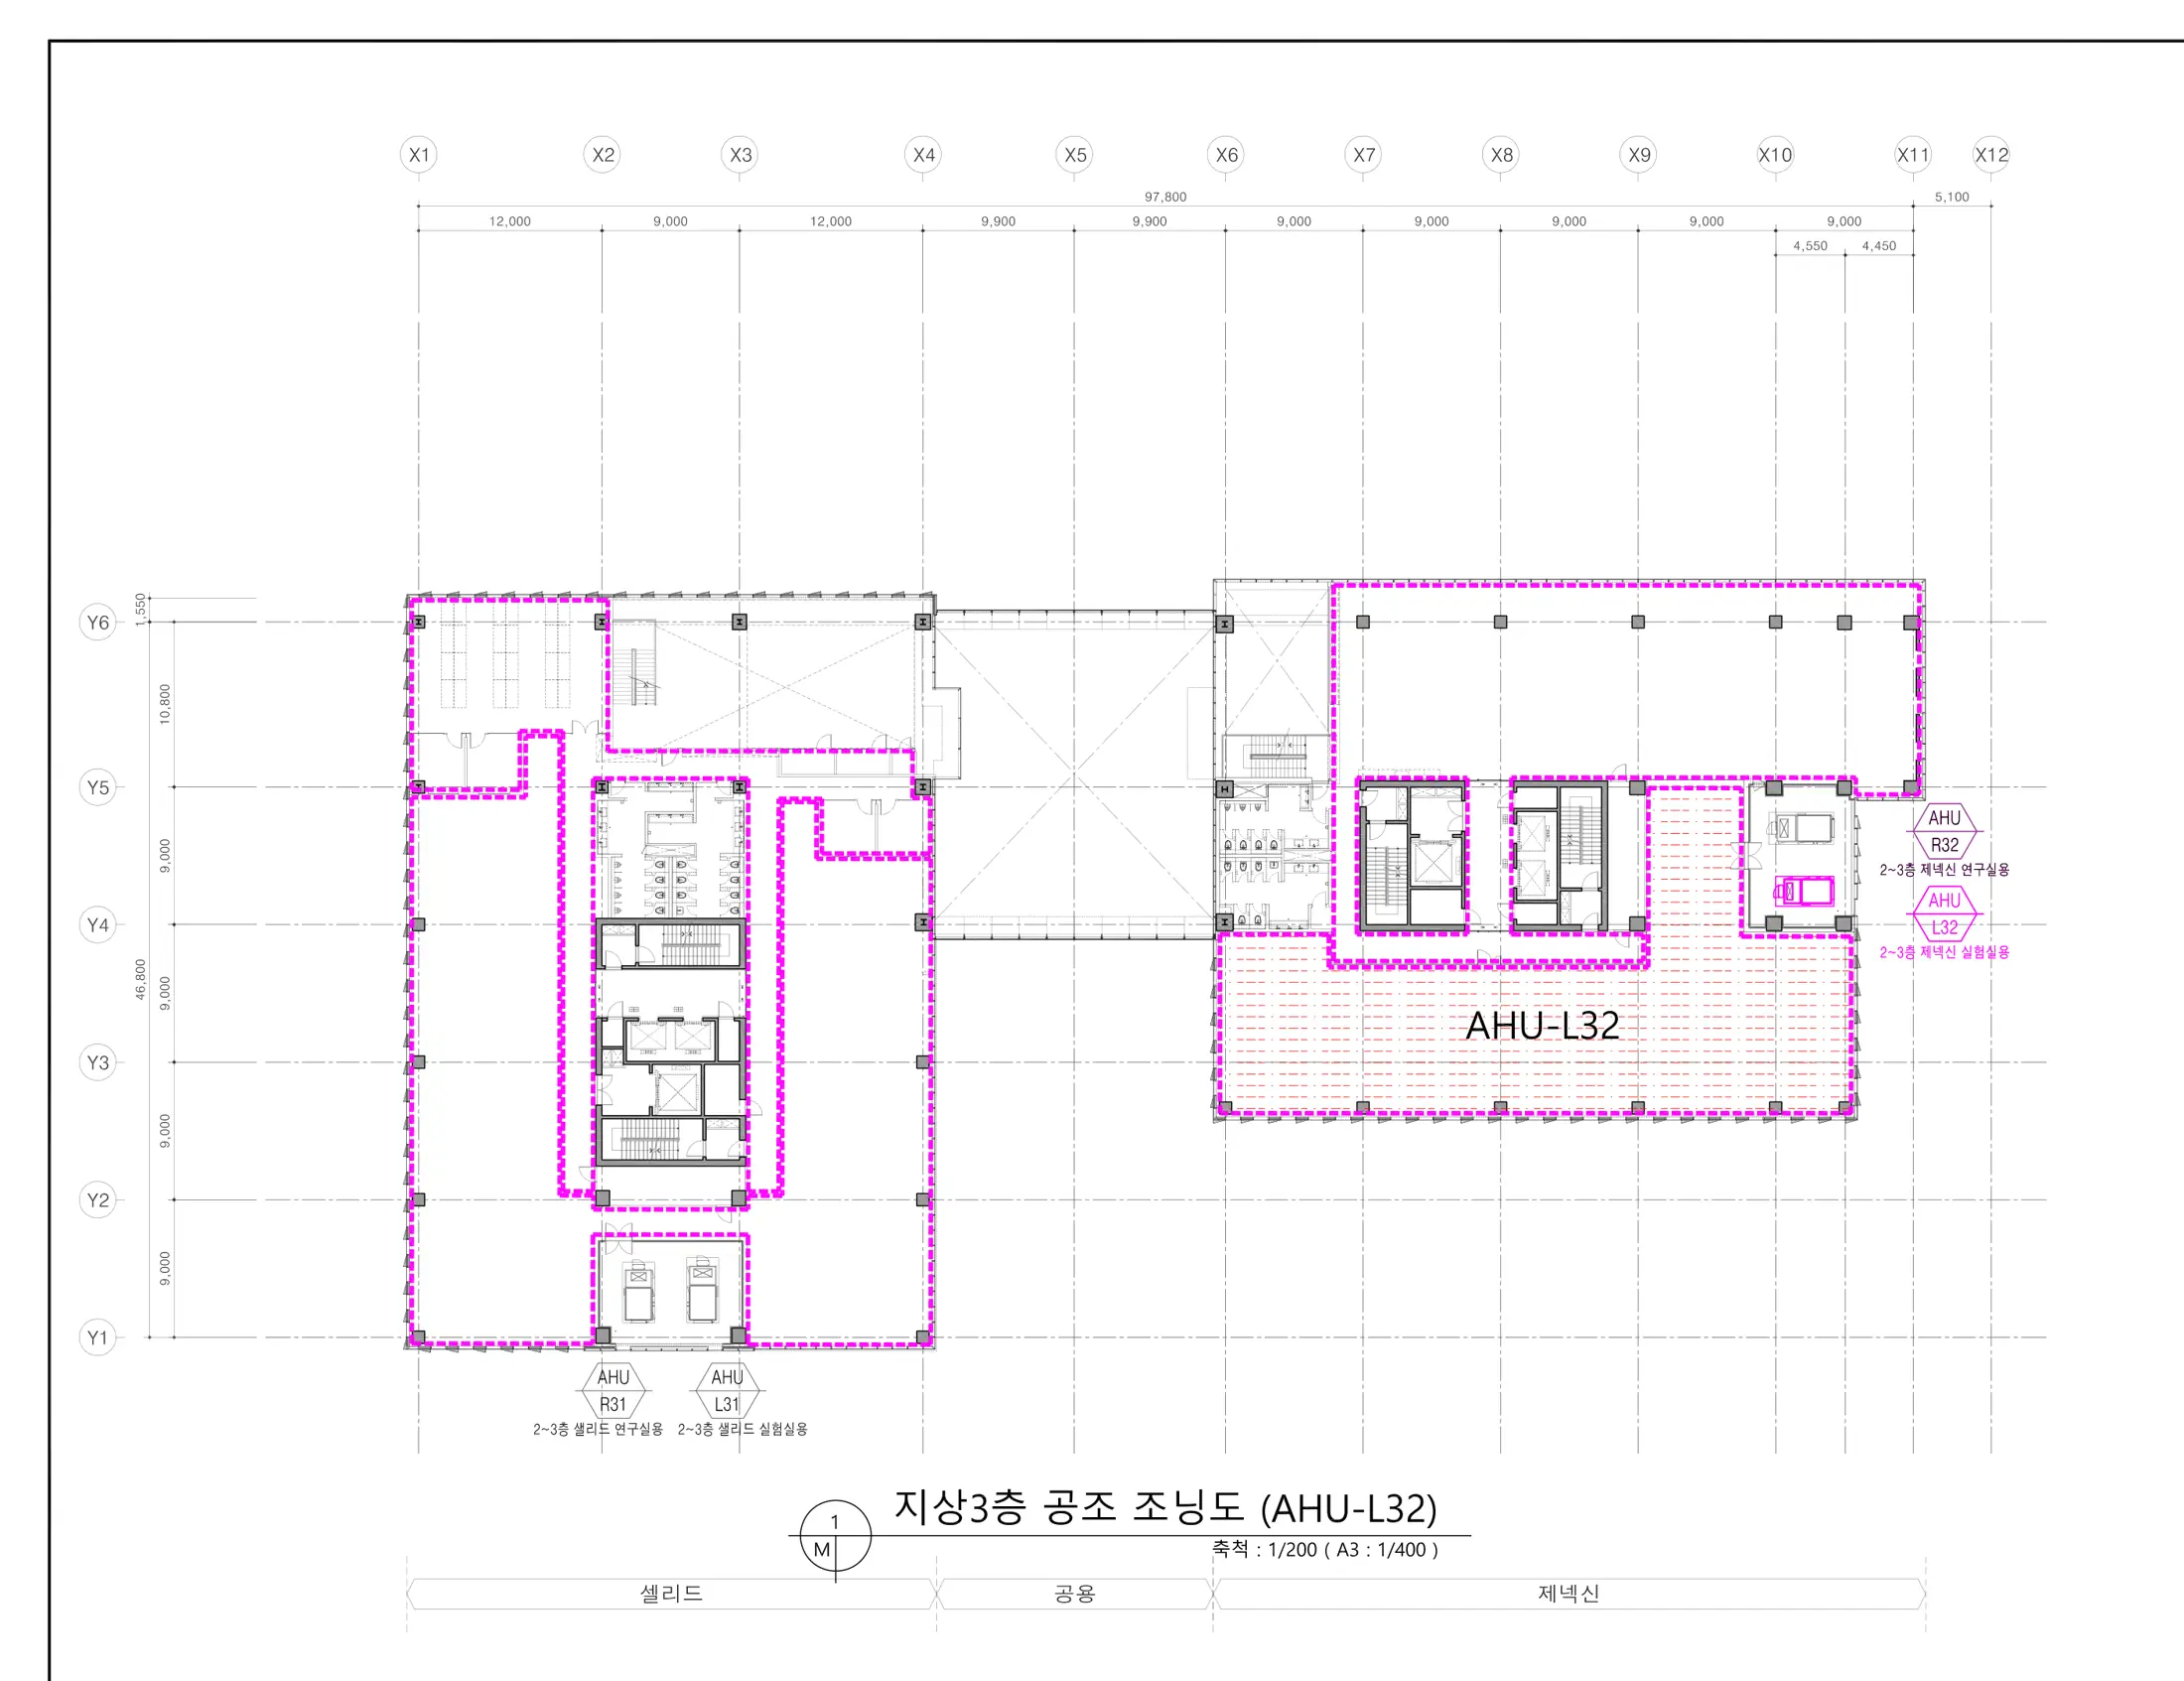 X1 X2 X3 X4 X5 X6 X7 X8 X9 X10 X11 X12
97,800 5,100
12,000 9,000 12,000 9,900 9,900 9,000 9,000 9,000 9,000 9,000
4,550 4,450
1,550
Y6
10,800
Y5
9,000
AHU
R32
2~3층 제넥신 연구실용
AHU
L32
2~3층 제넥신 실험실용
Y4
46,800
9,000
AHU-L32
Y3
9,000
Y2
9,000
Y1
AHU AHU
R31 L31
2~3층 샐리드 연구실용 2~3층 샐리드 실험실용
1
M
지상3층 공조 조닝도 (AHU-L32)
축척 : 1/200 ( A3 : 1/400 )
셀리드 공용 제넥신